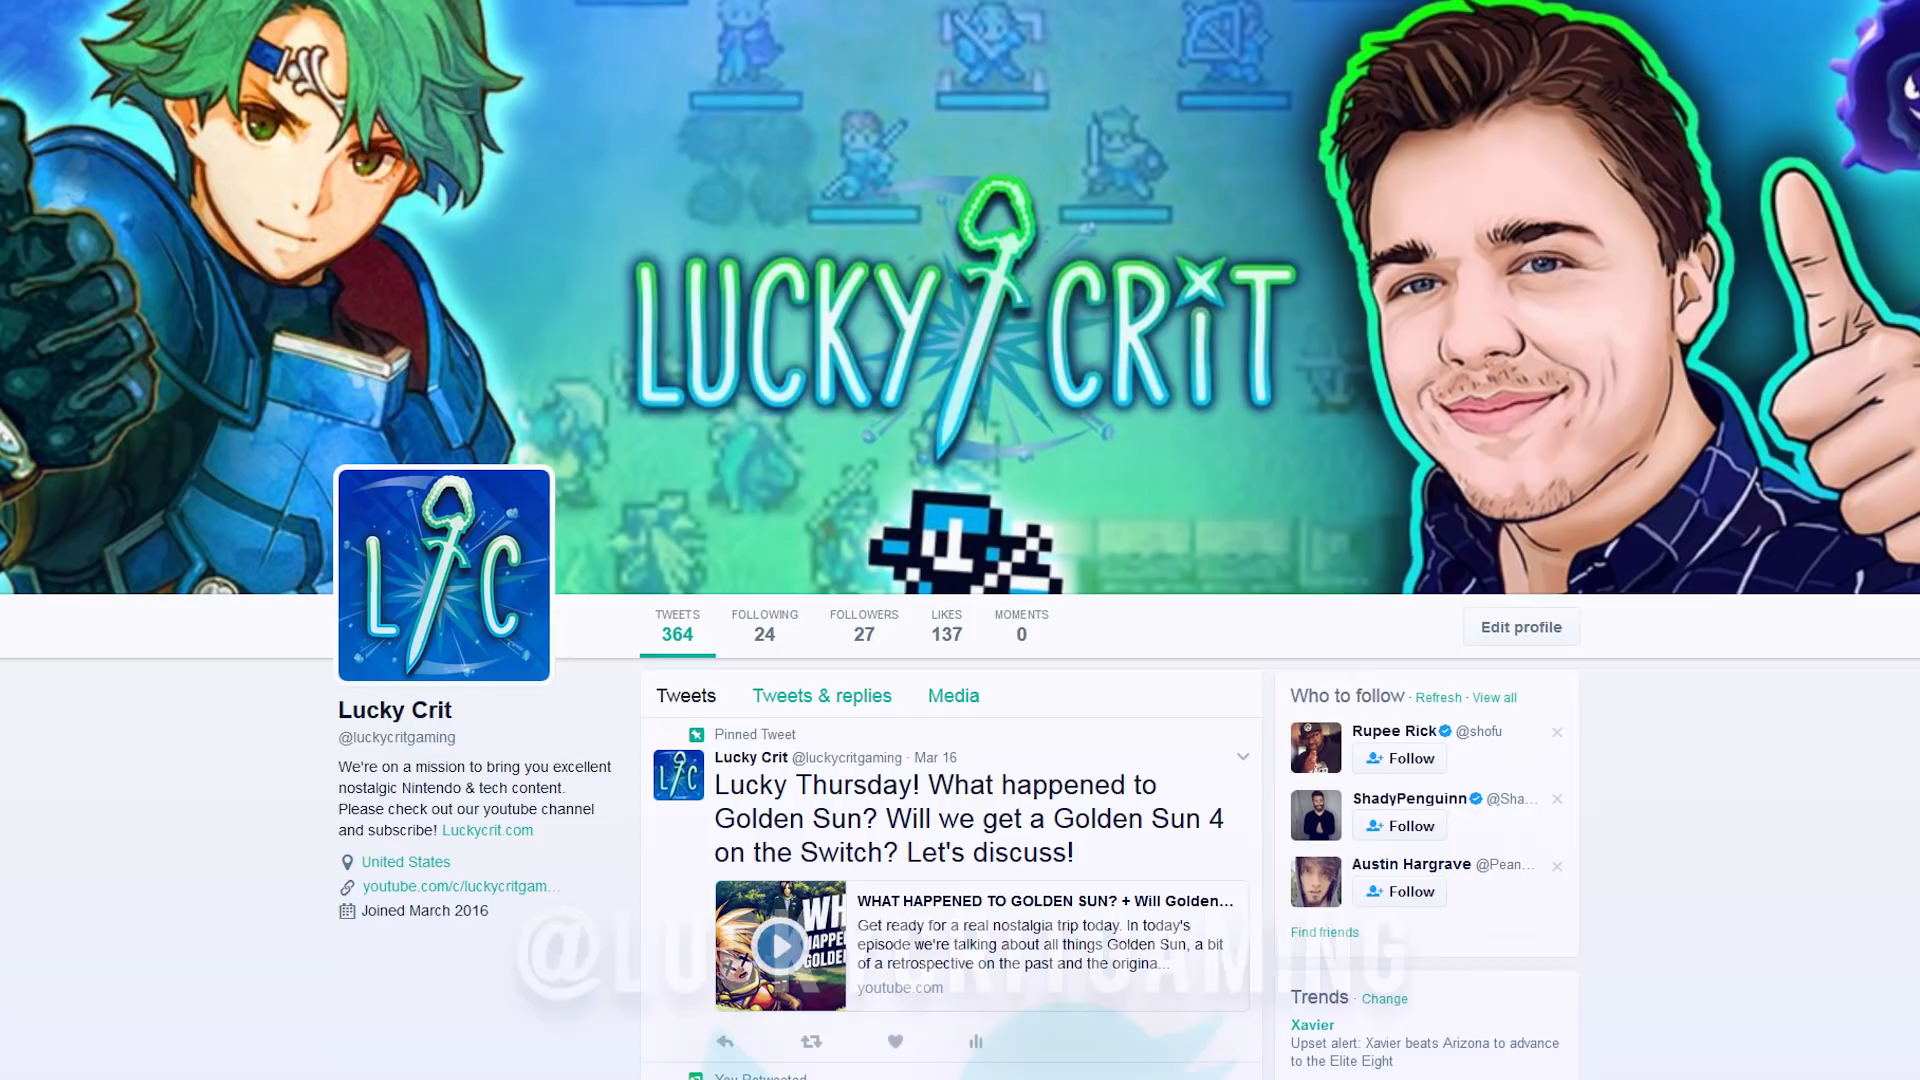 LUCKY CRIT
L C
TWEETS
364
FOLLOWING
24
FOLLOWERS
27
LIKES
137
MOMENTS
0
Edit profile
Lucky Crit
@luckycritgaming
We're on a mission to bring you excellent
nostalgic Nintendo & tech content.
Please check out our youtube channel
and subscribe! Luckycrit.com
United States
youtube.com/c/luckycritgam...
Joined March 2016
Tweets Tweets & replies Media
Pinned Tweet
Lucky Crit @luckycritgaming · Mar 16
Lucky Thursday! What happened to
Golden Sun? Will we get a Golden Sun 4
on the Switch? Let's discuss!
WHAT HAPPENED TO GOLDEN SUN? + Will Golden...
Get ready for a real nostalgia trip today. In today's
episode we're talking about all things Golden Sun, a bit
of a retrospective on the past and the origina...
youtube.com
You Retweeted
@LUCKYCRITGAMING
Who to follow · Refresh · View all
Rupee Rick @shofu
Follow
ShadyPenguinn @Sha...
Follow
Austin Hargrave @Pean...
Follow
Find friends
Trends · Change
Xavier
Upset alert: Xavier beats Arizona to advance
to the Elite Eight